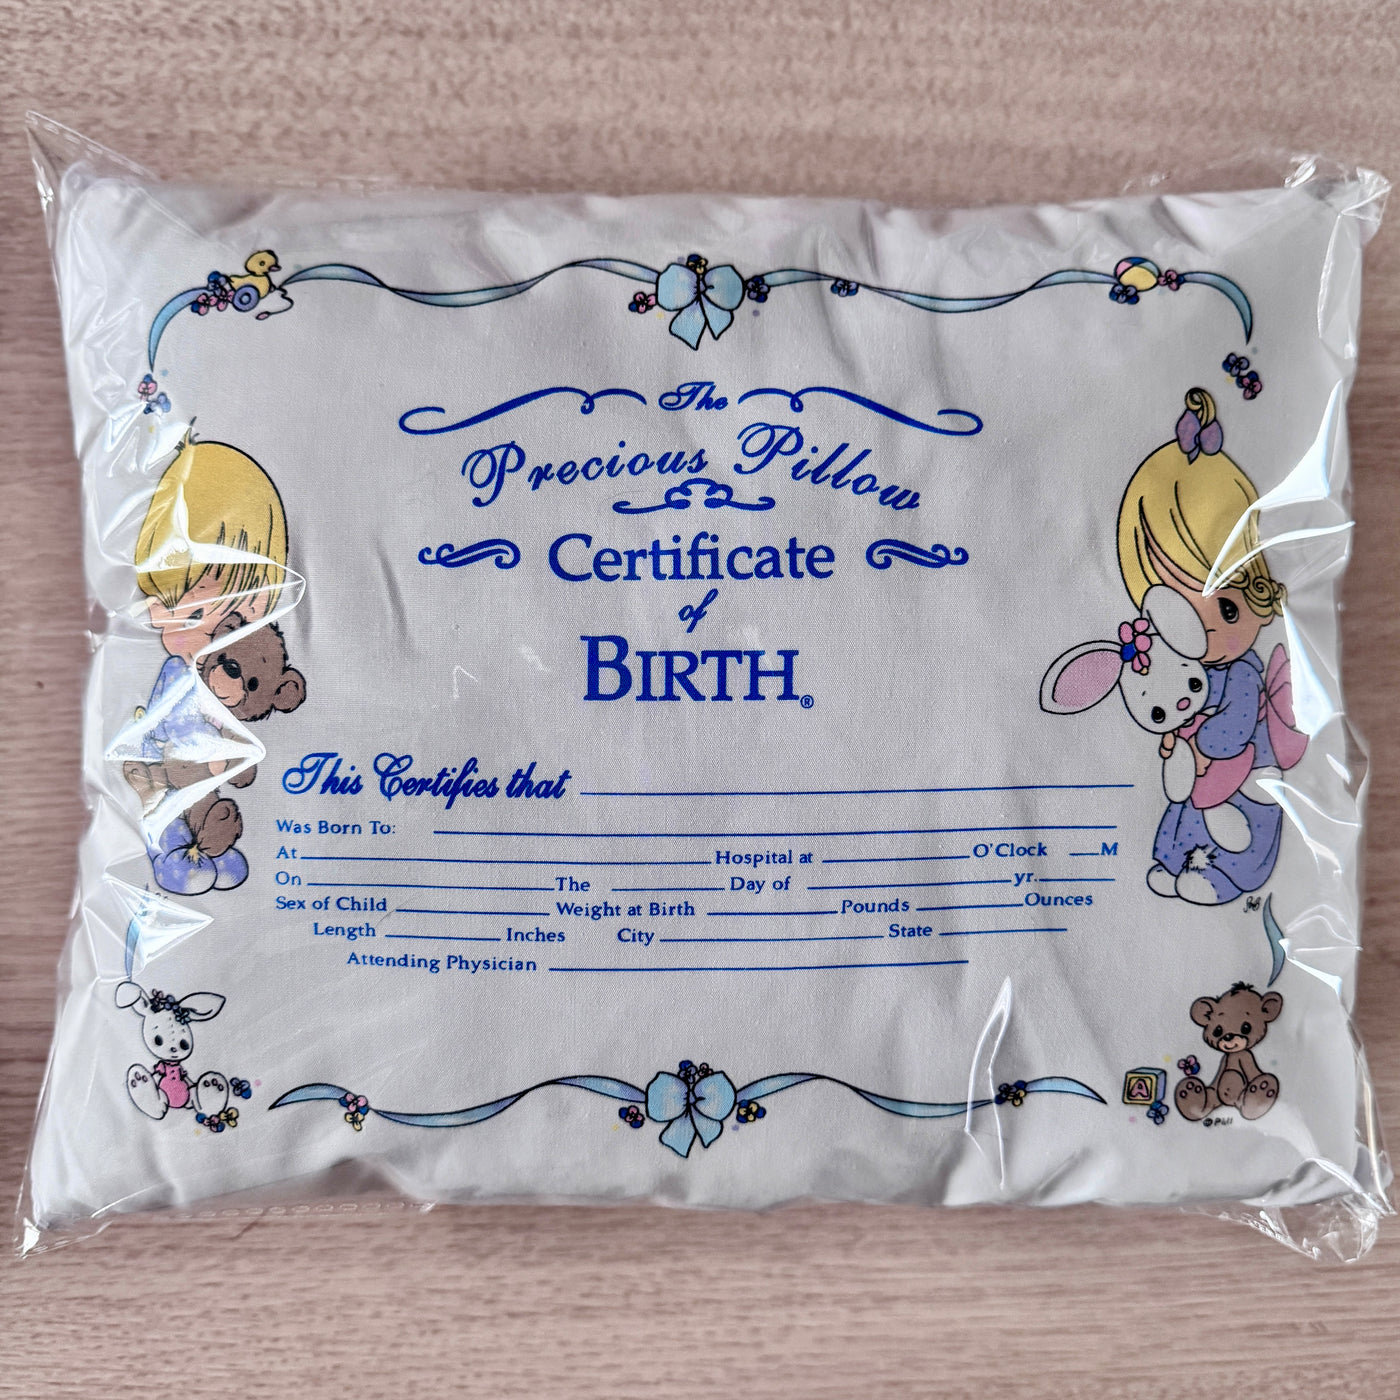 The
Precious Pillow
Certificate
of
BIRTH®
This Certifies that
Was Born To:
At Hospital at O'Clock M
On The Day of yr.
Sex of Child Weight at Birth Pounds Ounces
Length Inches City State
Attending Physician
A